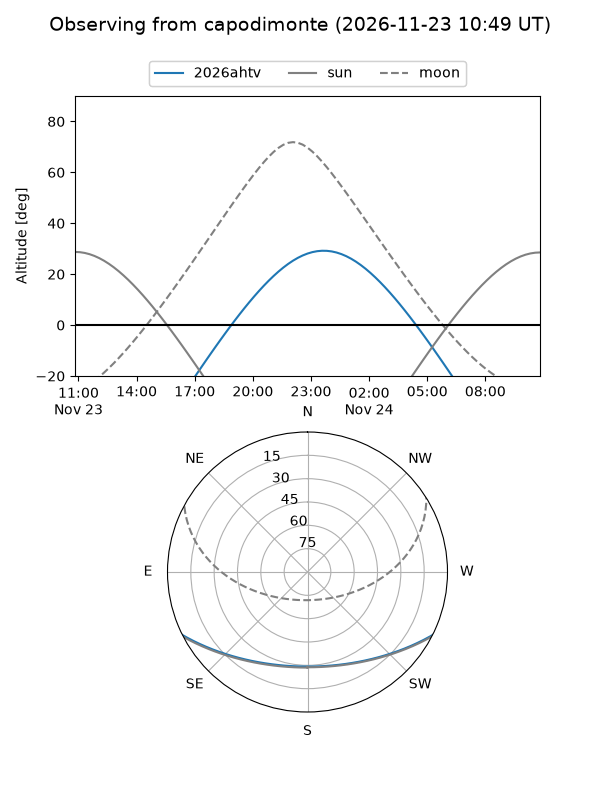 Observing from capodimonte (2026-11-23 10:49 UT)
2026ahtv sun moon
Altitude [deg]
80
60
40
20
0
−20
11:00 14:00 17:00 20:00 23:00 02:00 05:00 08:00
Nov 23 Nov 24
N
NE NW
15
30
45
60
75
E W
SE SW
S